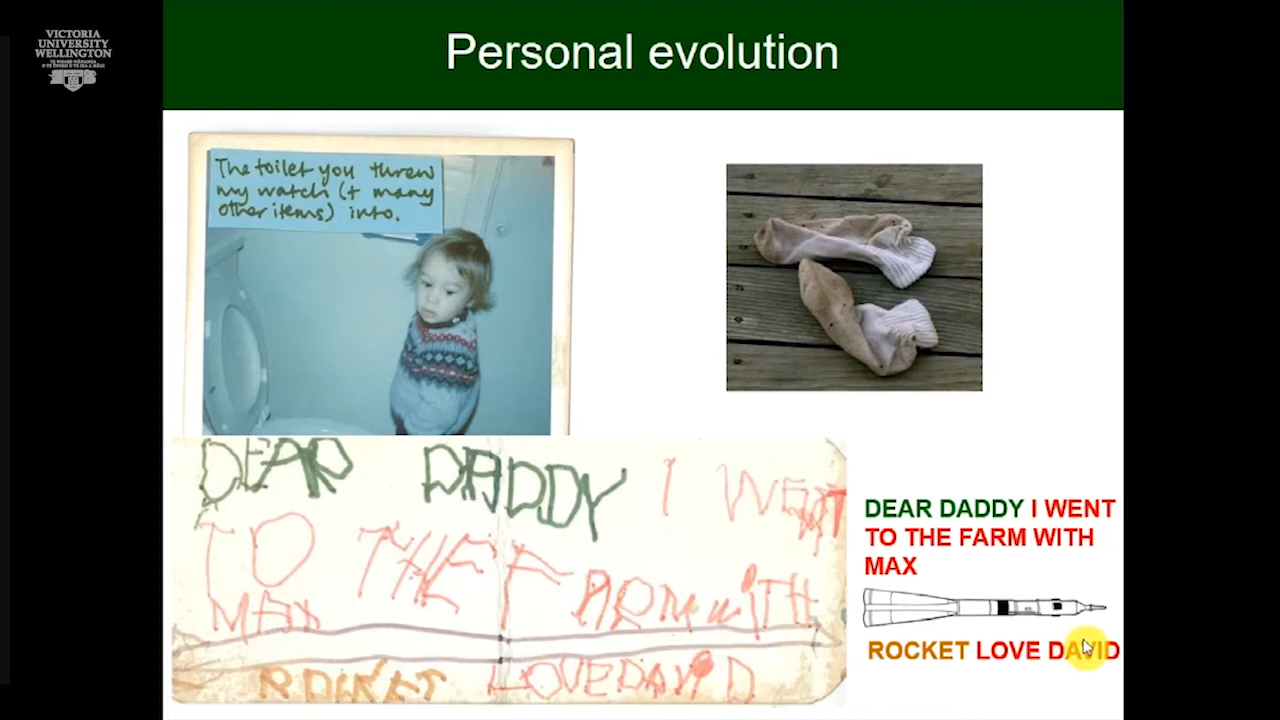 VICTORIA
UNIVERSITY
WELLINGTON
Personal evolution
The toilet you threw
my watch (+ many
other items) into.
DEAR DADDY I WENT
TO THE FARM WITH
MAX
ROCKET LOVE DAVID
DEAR DADDY I WENT
TO THE FARM WITH
MAX
ROCKET LOVE DAVID